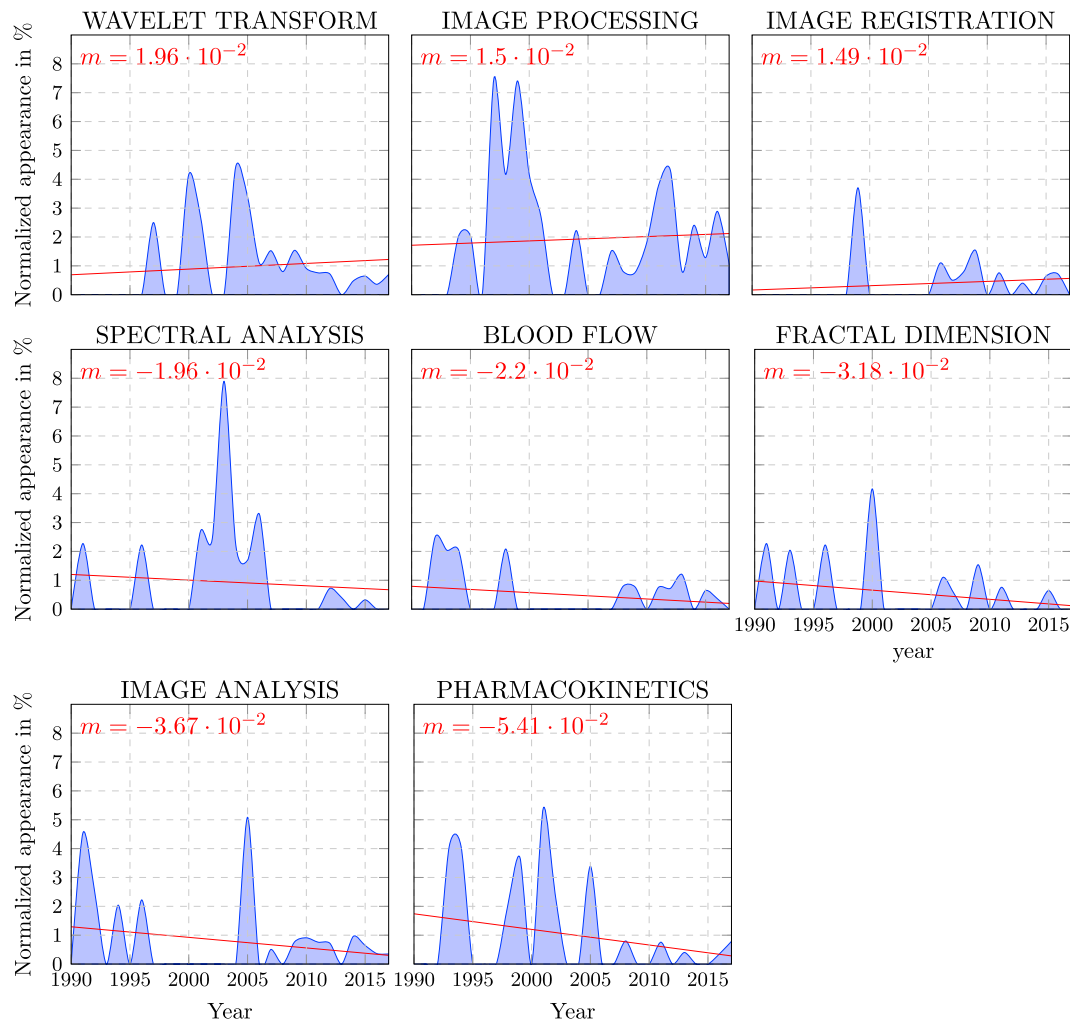 WAVELET TRANSFORM
IMAGE PROCESSING
IMAGE REGISTRATION
Normalized appearance in %
m = 1.96 · 10⁻²
m = 1.5 · 10⁻²
m = 1.49 · 10⁻²
8
7
6
5
4
3
2
1
0
SPECTRAL ANALYSIS
BLOOD FLOW
FRACTAL DIMENSION
Normalized appearance in %
m = −1.96 · 10⁻²
m = −2.2 · 10⁻²
m = −3.18 · 10⁻²
8
7
6
5
4
3
2
1
0
1990 1995 2000 2005 2010 2015
year
IMAGE ANALYSIS
PHARMACOKINETICS
Normalized appearance in %
m = −3.67 · 10⁻²
m = −5.41 · 10⁻²
8
7
6
5
4
3
2
1
0
1990 1995 2000 2005 2010 2015
1990 1995 2000 2005 2010 2015
Year
Year